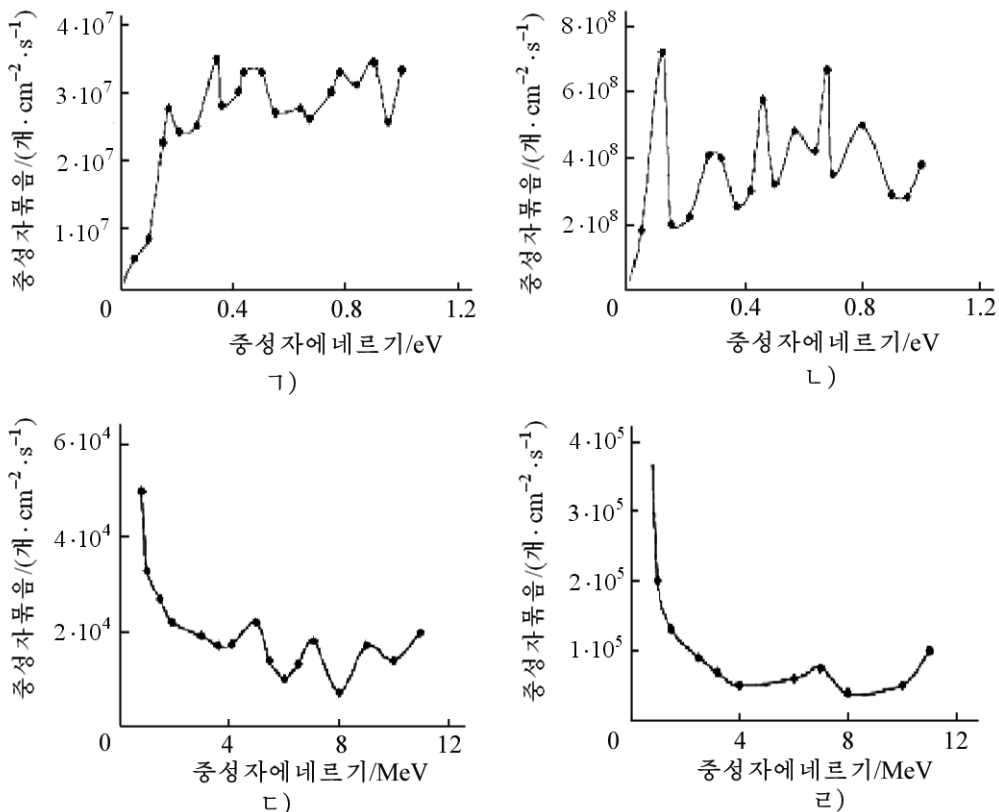 중성자묶음/(개·cm⁻²·s⁻¹)
4·10⁷
3·10⁷
2·10⁷
1·10⁷
0
0.4
0.8
1.2
중성자에네르기/eV
ㄱ)
중성자묶음/(개·cm⁻²·s⁻¹)
8·10⁸
6·10⁸
4·10⁸
2·10⁸
0
0.4
0.8
1.2
중성자에네르기/eV
ㄴ)
중성자묶음/(개·cm⁻²·s⁻¹)
6·10⁴
4·10⁴
2·10⁴
0
4
8
12
중성자에네르기/MeV
ㄷ)
중성자묶음/(개·cm⁻²·s⁻¹)
4·10⁵
3·10⁵
2·10⁵
1·10⁵
0
4
8
12
중성자에네르기/MeV
ㄹ)